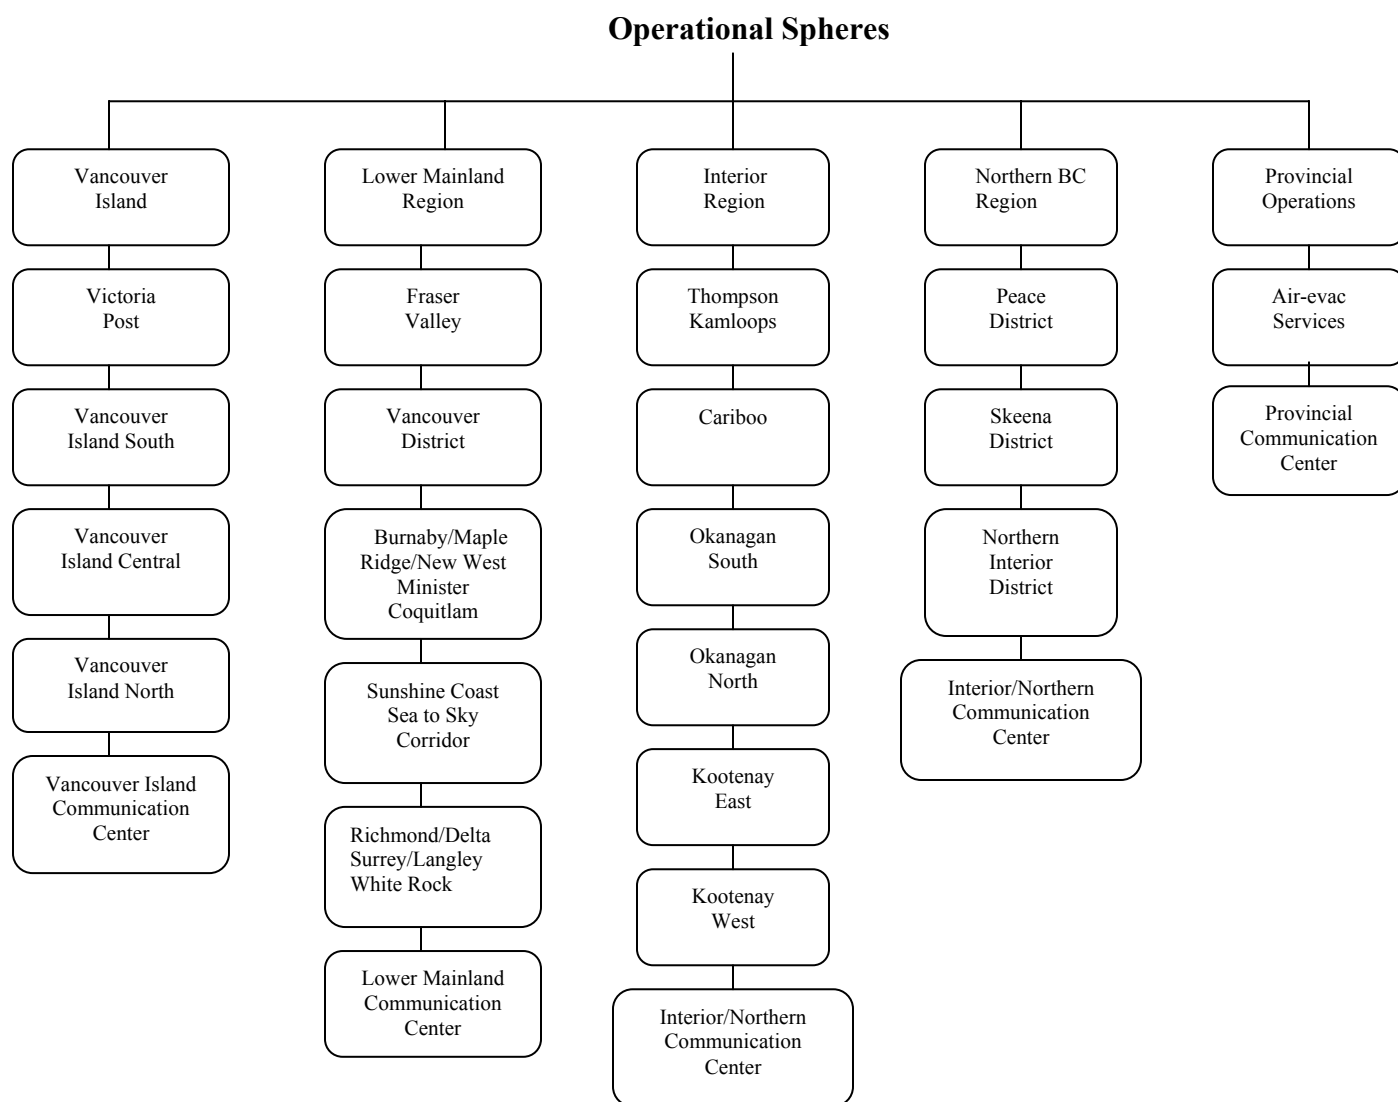 Operational Spheres
Vancouver
Island
Victoria
Post
Vancouver
Island South
Vancouver
Island Central
Vancouver
Island North
Vancouver Island
Communication
Center
Lower Mainland
Region
Fraser
Valley
Vancouver
District
Burnaby/Maple
Ridge/New West
Minister
Coquitlam
Sunshine Coast
Sea to Sky
Corridor
Richmond/Delta
Surrey/Langley
White Rock
Lower Mainland
Communication
Center
Interior
Region
Thompson
Kamloops
Cariboo
Okanagan
South
Okanagan
North
Kootenay
East
Kootenay
West
Interior/Northern
Communication
Center
Northern BC
Region
Peace
District
Skeena
District
Northern
Interior
District
Interior/Northern
Communication
Center
Provincial
Operations
Air-evac
Services
Provincial
Communication
Center